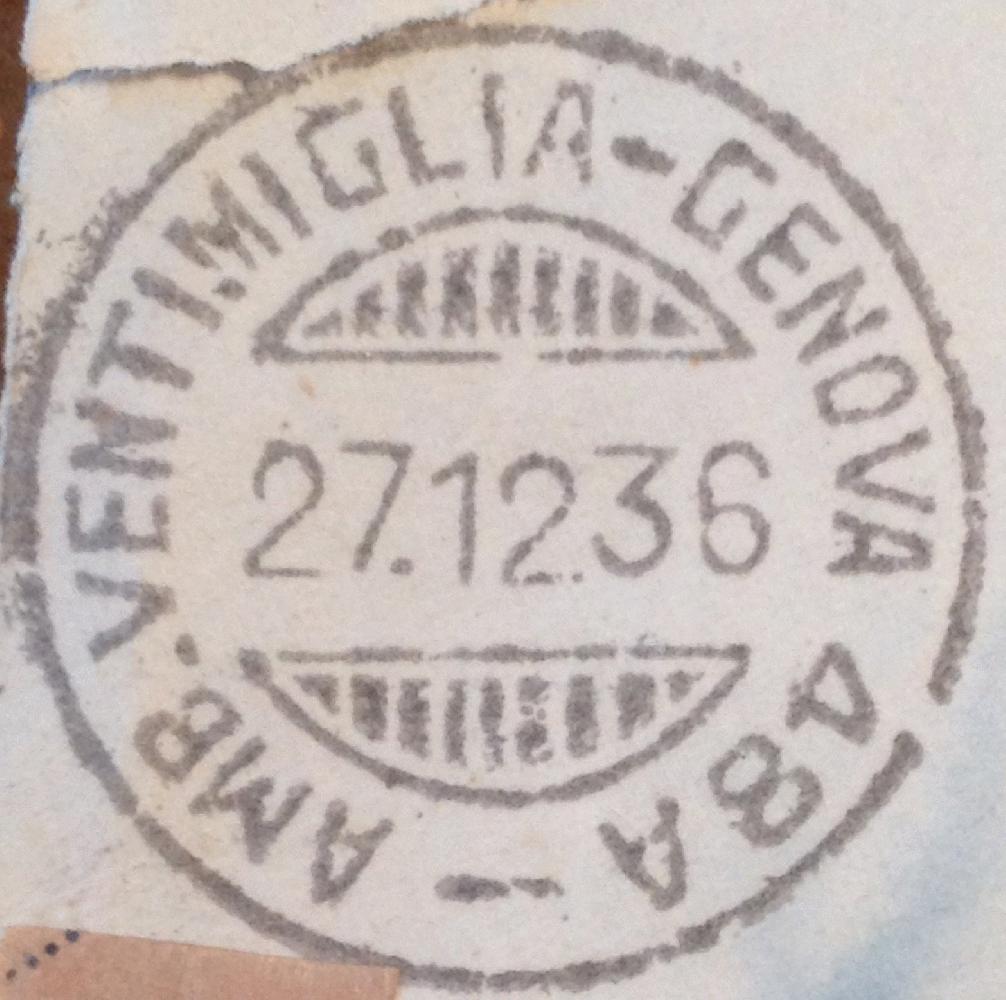 AMB. VENTIMIGLIA-GENOVA 48A -
27.12 36